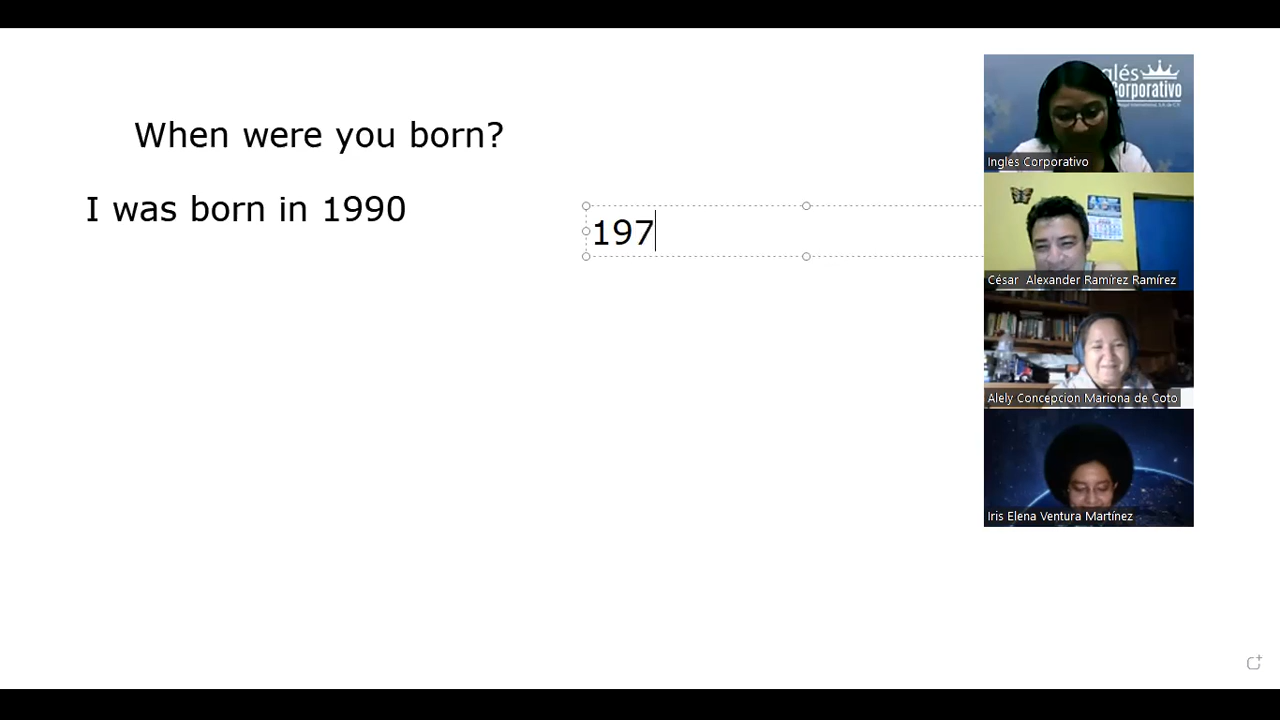 When were you born?
I was born in 1990
197
glés
Corporativo
Ingles Corporativo
César Alexander Ramírez Ramírez
Alely Concepcion Mariona de Coto
Iris Elena Ventura Martínez